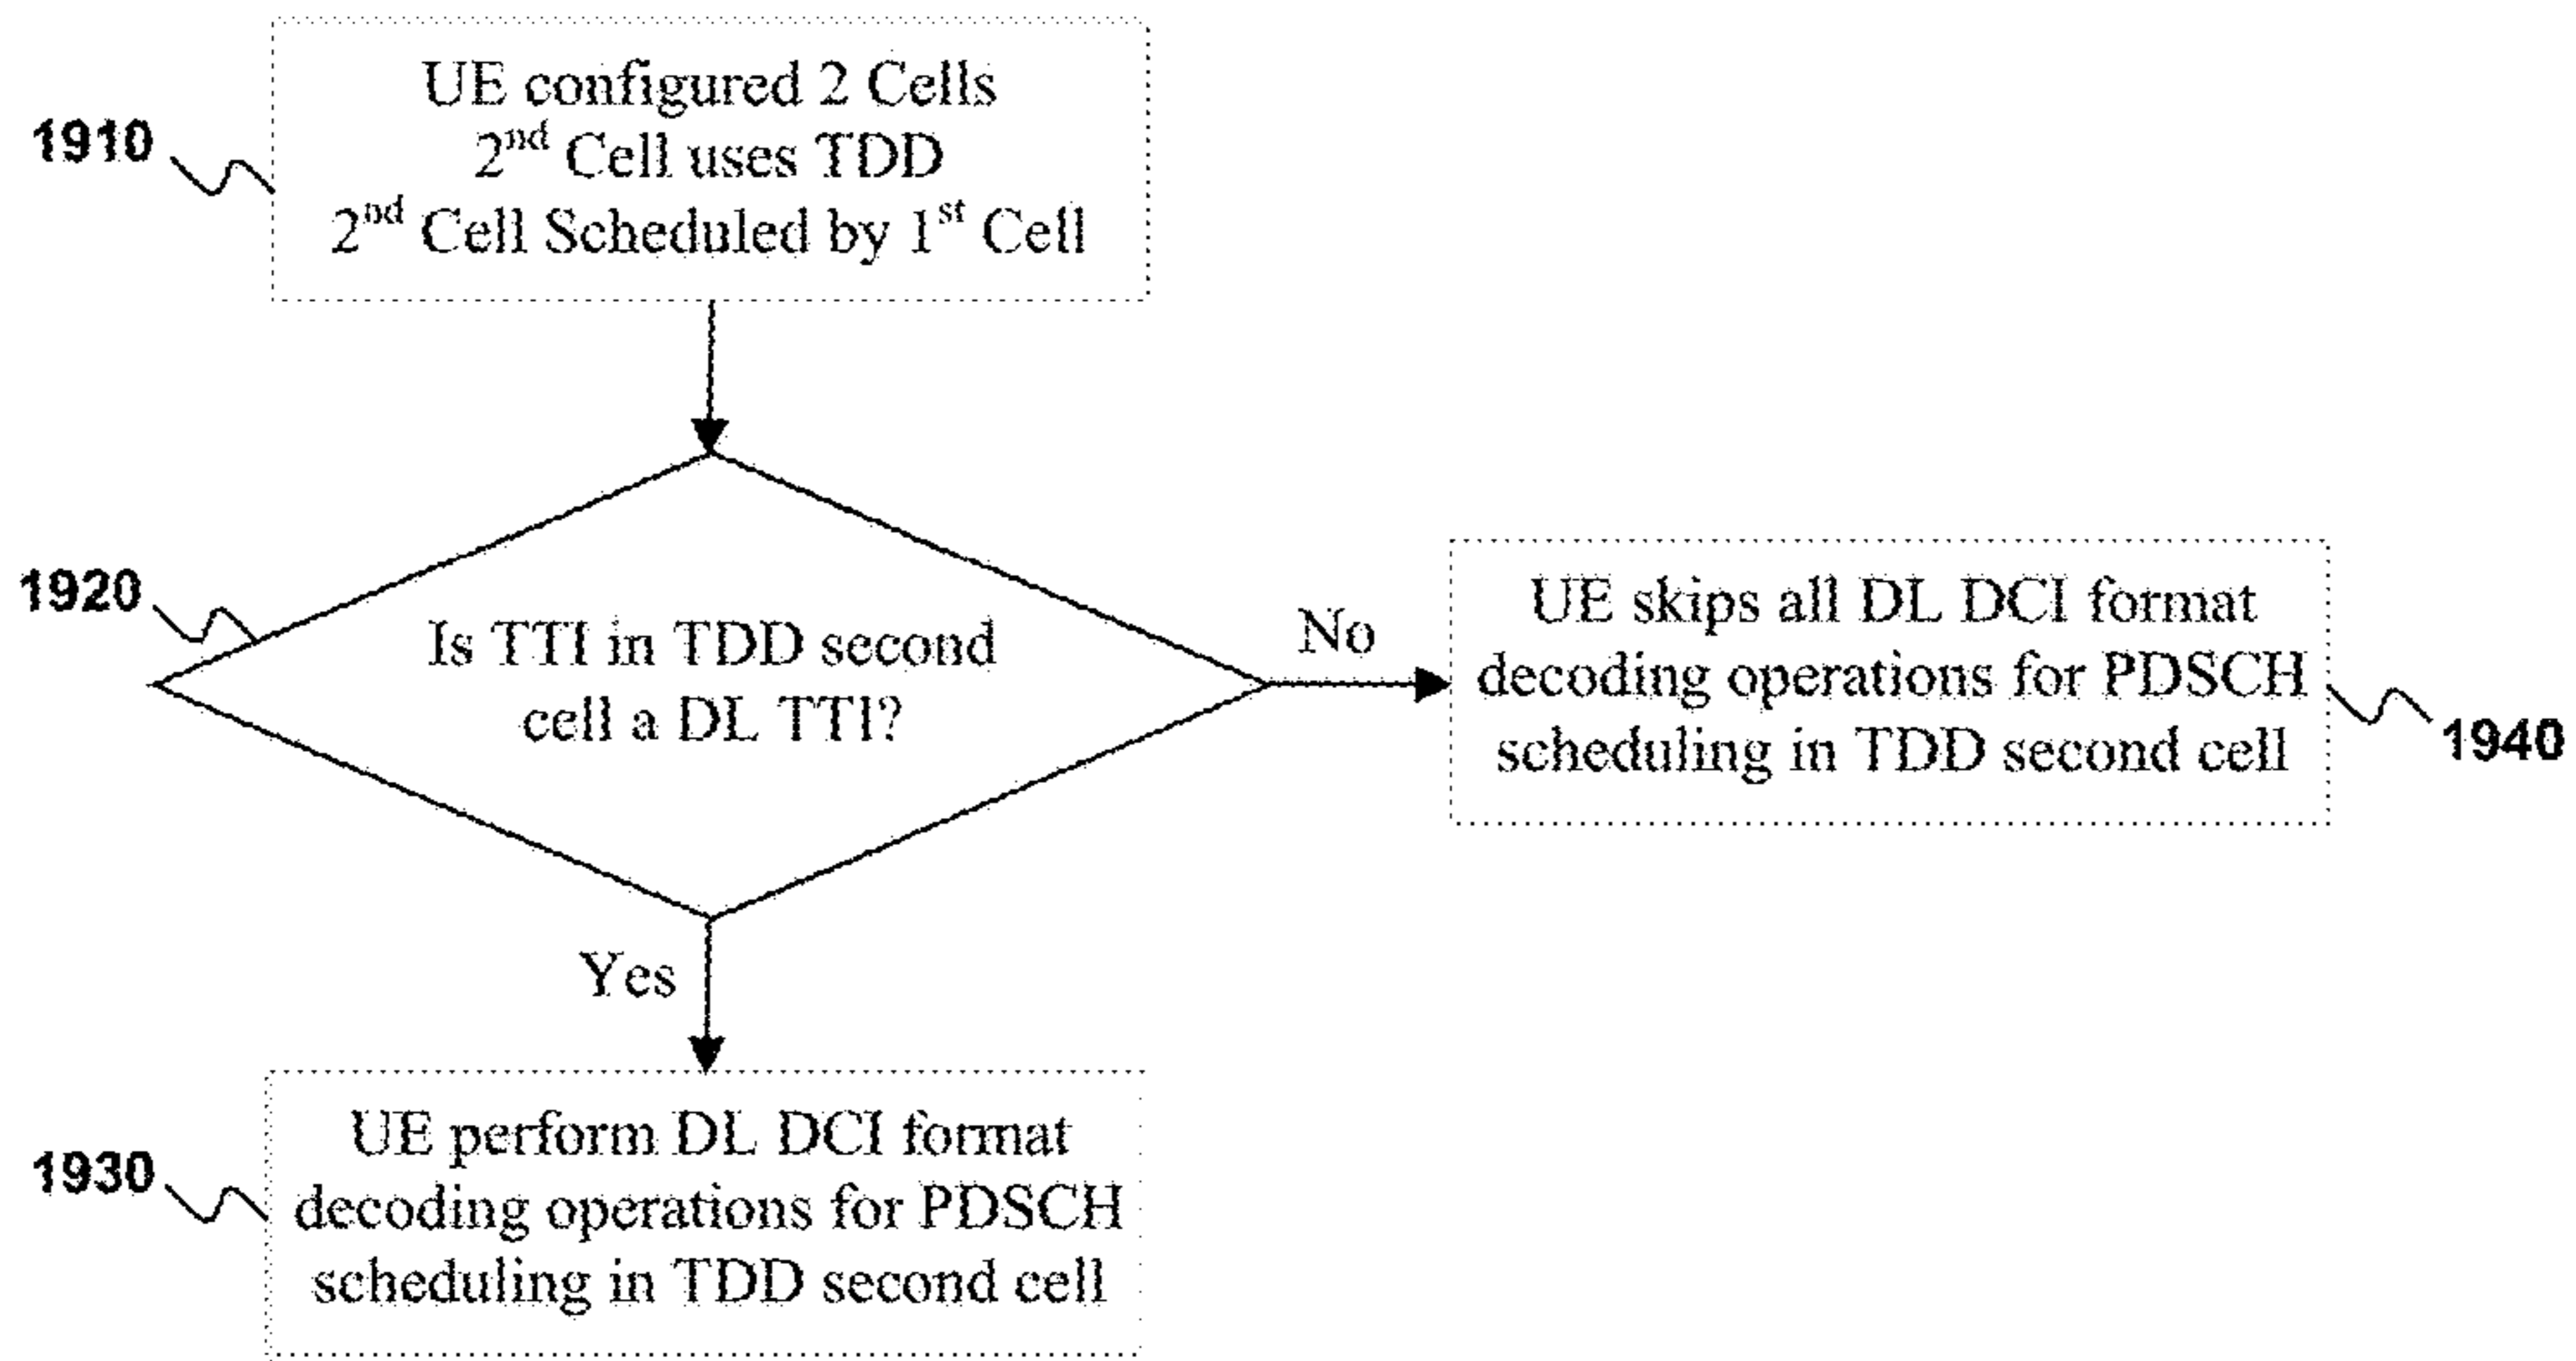 1910
UE configured 2 Cells
2nd Cell uses TDD
2nd Cell Scheduled by 1st Cell
1920
Is TTI in TDD second
cell a DL TTI?
No
UE skips all DL DCI format
decoding operations for PDSCH
scheduling in TDD second cell
1940
Yes
1930
UE perform DL DCI format
decoding operations for PDSCH
scheduling in TDD second cell